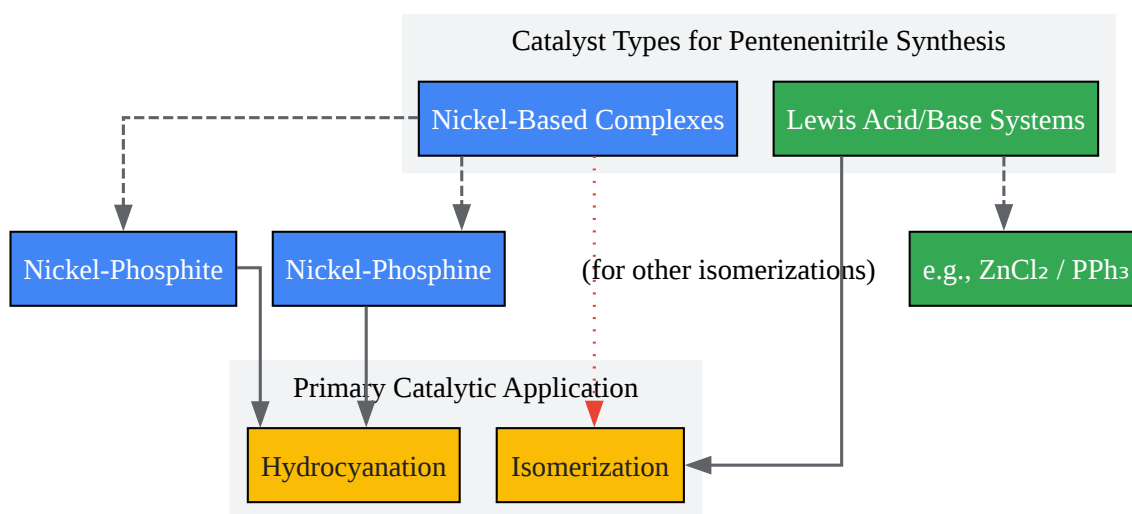 Catalyst Types for Pentenenitrile Synthesis
Nickel-Based Complexes
Lewis Acid/Base Systems
Nickel-Phosphite
Nickel-Phosphine
(for other isomerizations)
e.g., ZnCl₂ / PPh₃
Primary Catalytic Application
Hydrocyanation
Isomerization